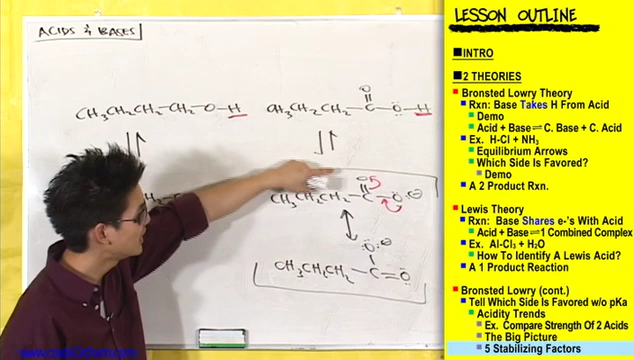 ACIDS & BASES
CH₃CH₂CH₂-CH₂-O-H
CH₃CH₂CH₂-C-O-H
O
CH₃CH₂CH₂-C-O
O
O
CH₃CH₂CH₂-C=O
LESSON OUTLINE
INTRO
2 THEORIES
Bronsted Lowry Theory
Rxn: Base Takes H From Acid
Demo
Acid + Base⇌ C. Base + C. Acid
Ex. H-Cl + NH₃
Equilibrium Arrows
Which Side Is Favored?
Demo
A 2 Product Rxn.
Lewis Theory
Rxn: Base Shares e-'s With Acid
Acid + Base⇌1 Combined Complex
Ex. Al-Cl₃ + H₂O
How To Identify A Lewis Acid?
A 1 Product Reaction
Bronsted Lowry (cont.)
Tell Which Side Is Favored w/o pKa
Acidity Trends
Ex. Compare Strength Of 2 Acids
The Big Picture
5 Stabilizing Factors